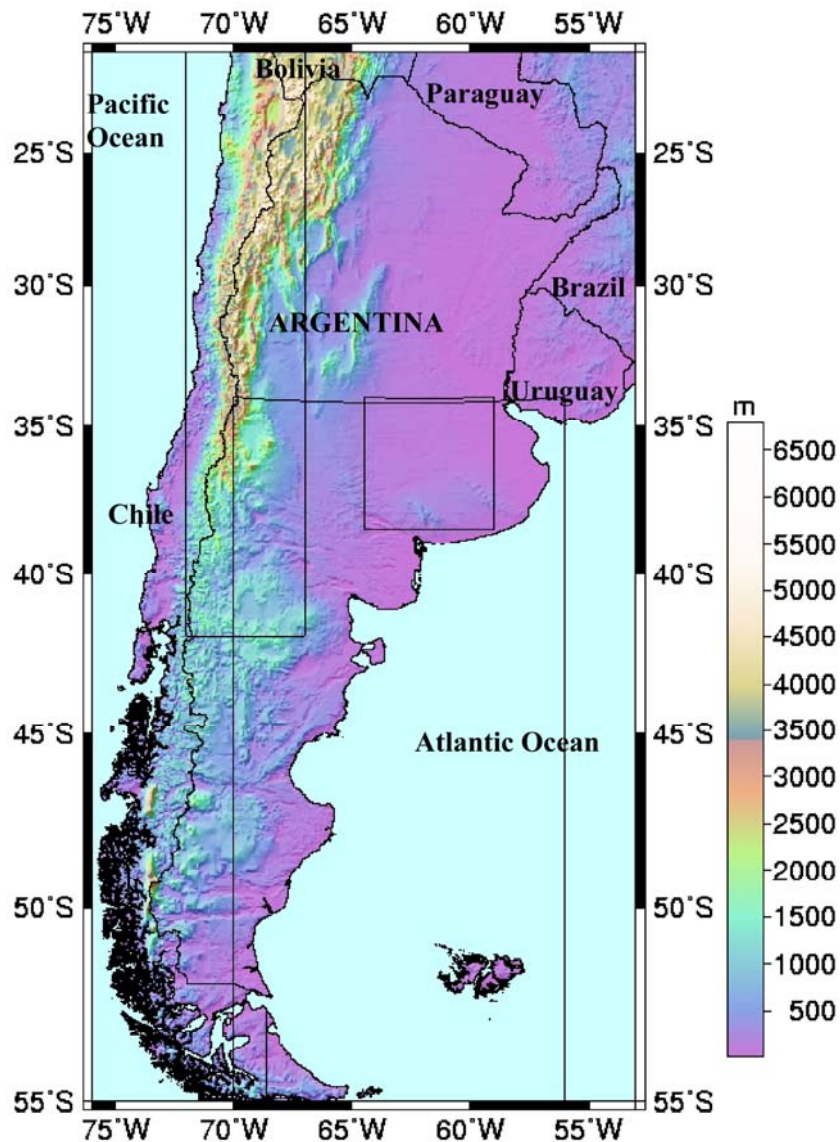 75°W 70°W 65°W 60°W 55°W
Bolivia
Pacific
Ocean
Paraguay
25°S 25°S
30°S 30°S
Brazil
ARGENTINA
Uruguay
35°S 35°S
m
6500
6000
5500
5000
4500
4000
3500
3000
2500
2000
1500
1000
500
Chile
40°S 40°S
45°S 45°S
Atlantic Ocean
50°S 50°S
55°S 55°S
75°W 70°W 65°W 60°W 55°W